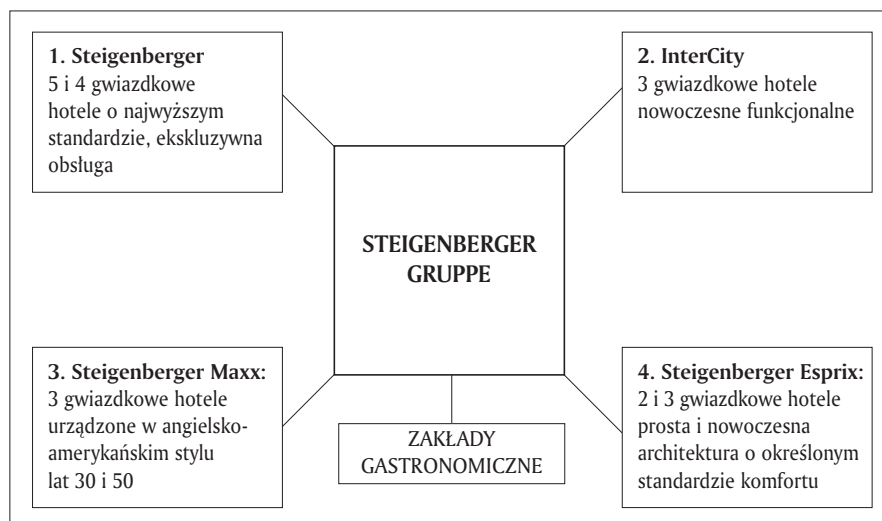 1. Steigenberger
5 i 4 gwiazdkowe
hotele o najwyższym
standardzie, ekskluzywna
obsługa
2. InterCity
3 gwiazdkowe hotele
nowoczesne funkcjonalne
STEIGENBERGER
GRUPPE
3. Steigenberger Maxx:
3 gwiazdkowe hotele
urządzone w angielsko-
amerykańskim stylu
lat 30 i 50
ZAKŁADY
GASTRONOMICZNE
4. Steigenberger Esprix:
2 i 3 gwiazdkowe hotele
prosta i nowoczesna
architektura o określonym
standardzie komfortu